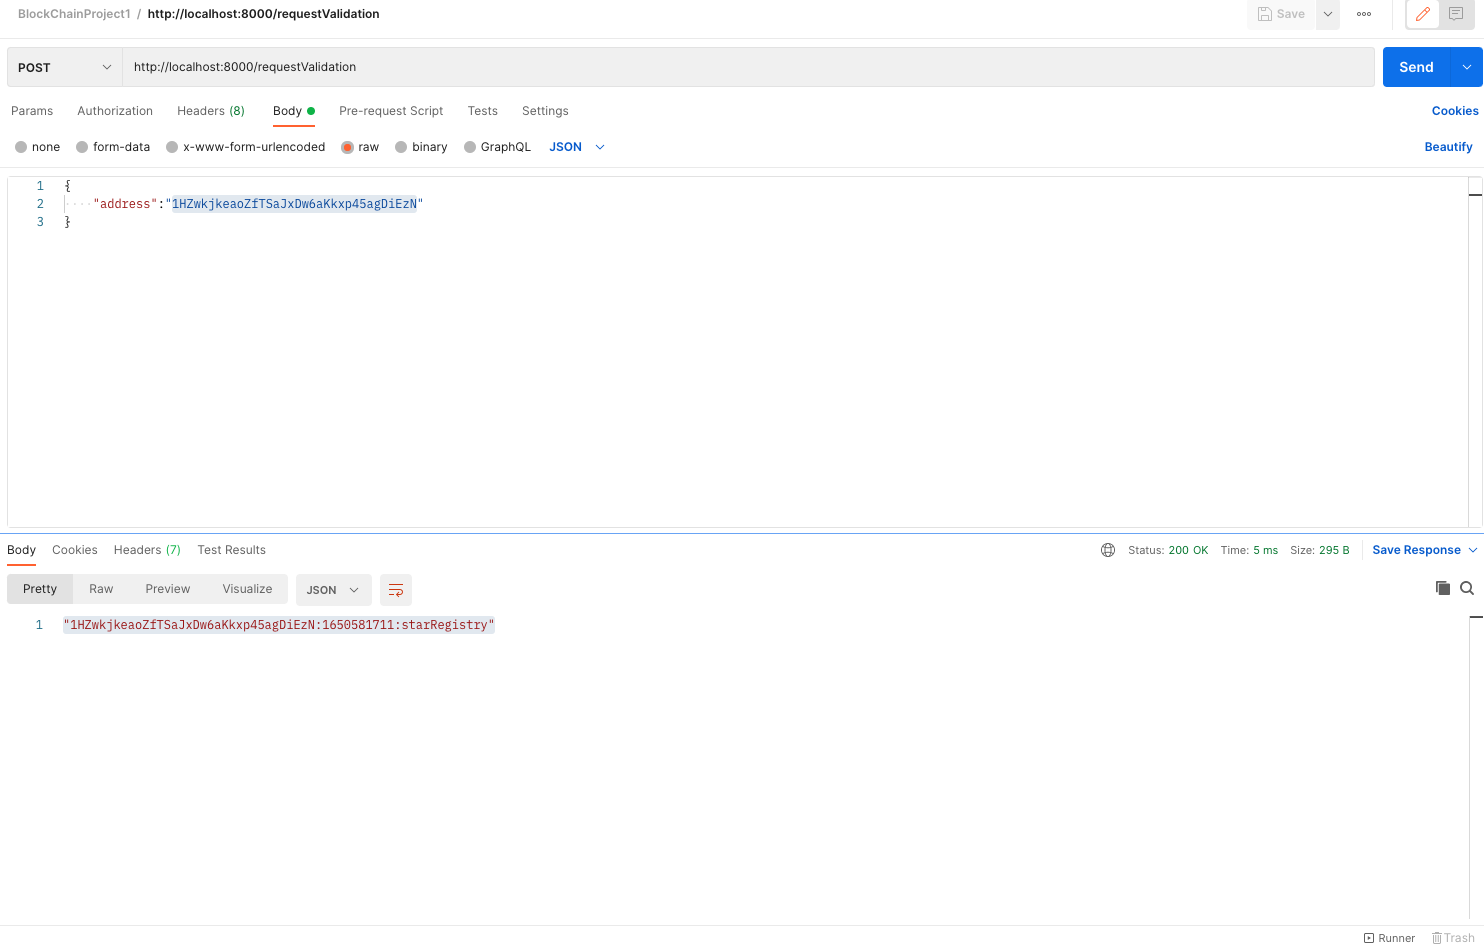 BlockChainProject1 / http://localhost:8000/requestValidation
Save
POST http://localhost:8000/requestValidation Send
Params Authorization Headers (8) Body Pre-request Script Tests Settings Cookies
none form-data x-www-form-urlencoded raw binary GraphQL JSON Beautify
1 {
2 "address":"1HZwkjkeaoZfTSaJxDw6aKkxp45agDiEzN"
3 }
Body Cookies Headers (7) Test Results Status: 200 OK Time: 5 ms Size: 295 B Save Response
Pretty Raw Preview Visualize JSON
1 "1HZwkjkeaoZfTSaJxDw6aKkxp45agDiEzN:1650581711:starRegistry"
Runner Trash